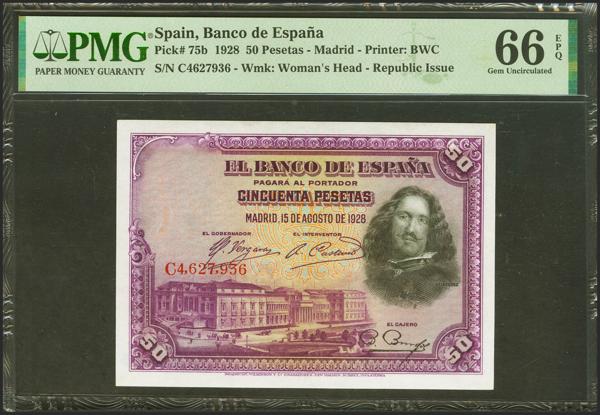 PMG
PAPER MONEY GUARANTY
Spain, Banco de España
Pick# 75b 1928 50 Pesetas - Madrid - Printer: BWC
S/N C4627936 - Wmk: Woman's Head - Republic Issue
66 EPQ
Gem Uncirculated
50
EL BANCO DE ESPAÑA
PAGARÁ AL PORTADOR
CINCUENTA PESETAS
MADRID, 15 DE AGOSTO DE 1928
EL GOBERNADOR EL INTERVENTOR
C4,627,936
EL CAJERO
50 50